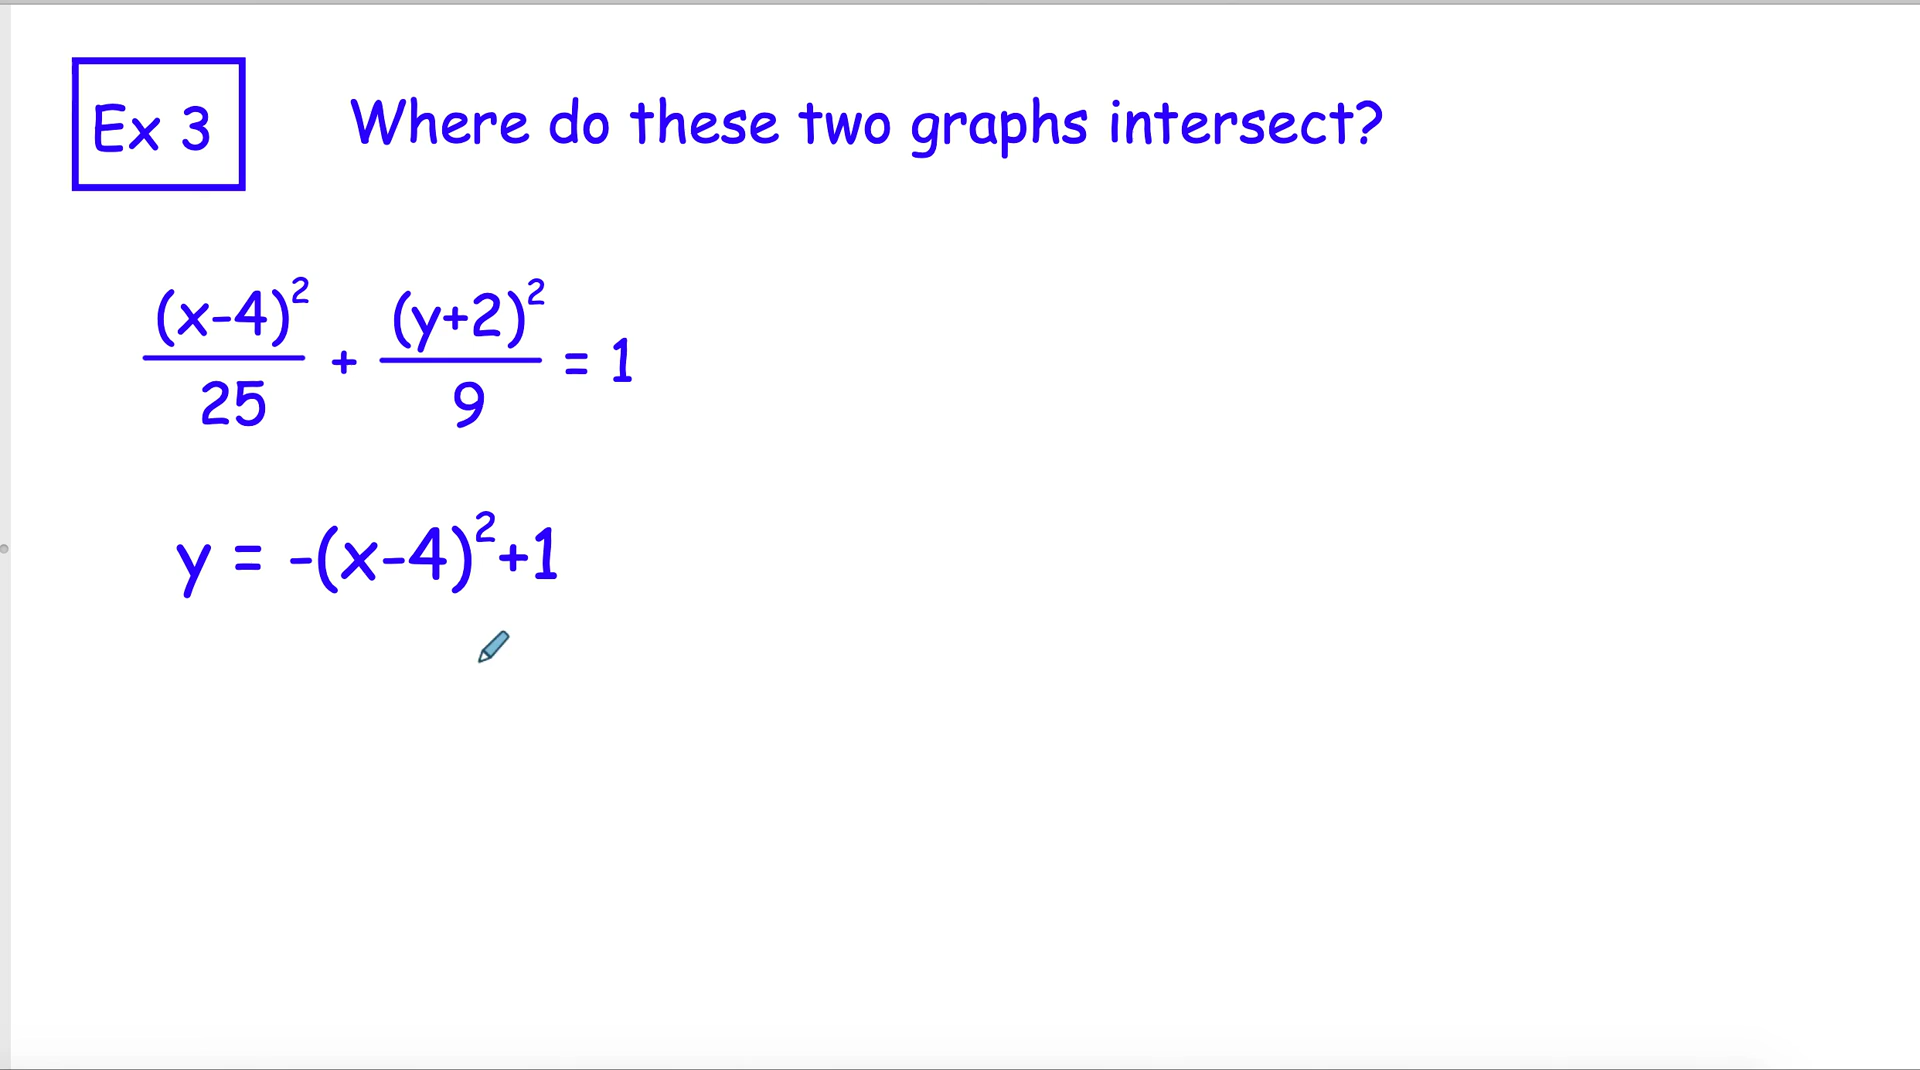 Ex 3
Where do these two graphs intersect?
(x-4)²/25 + (y+2)²/9 = 1
y = -(x-4)²+1